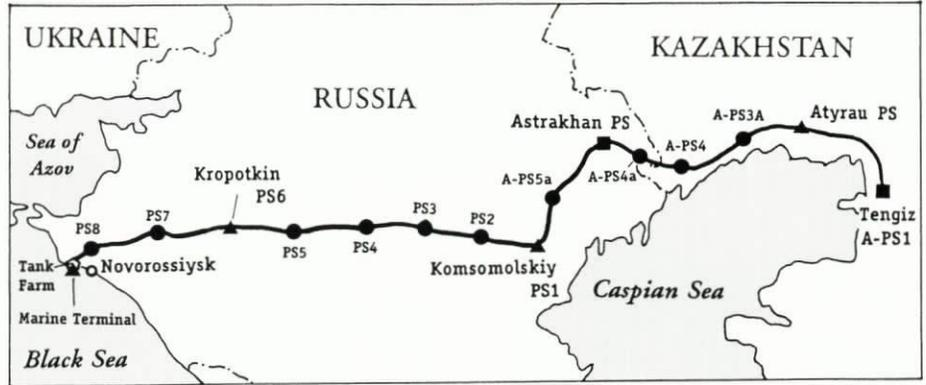 UKRAINE
KAZAKHSTAN
RUSSIA
Sea of
Azov
Astrakhan PS
A-PS3A
Atyrau PS
A-PS4
A-PS4a
Kropotkin
PS6
A-PS5a
PS8
PS7
PS5
PS4
PS3
PS2
Tengiz
A-PS1
Tank
Farm
Novorossiysk
Komsomolskiy
PS1
Caspian Sea
Marine Terminal
Black Sea